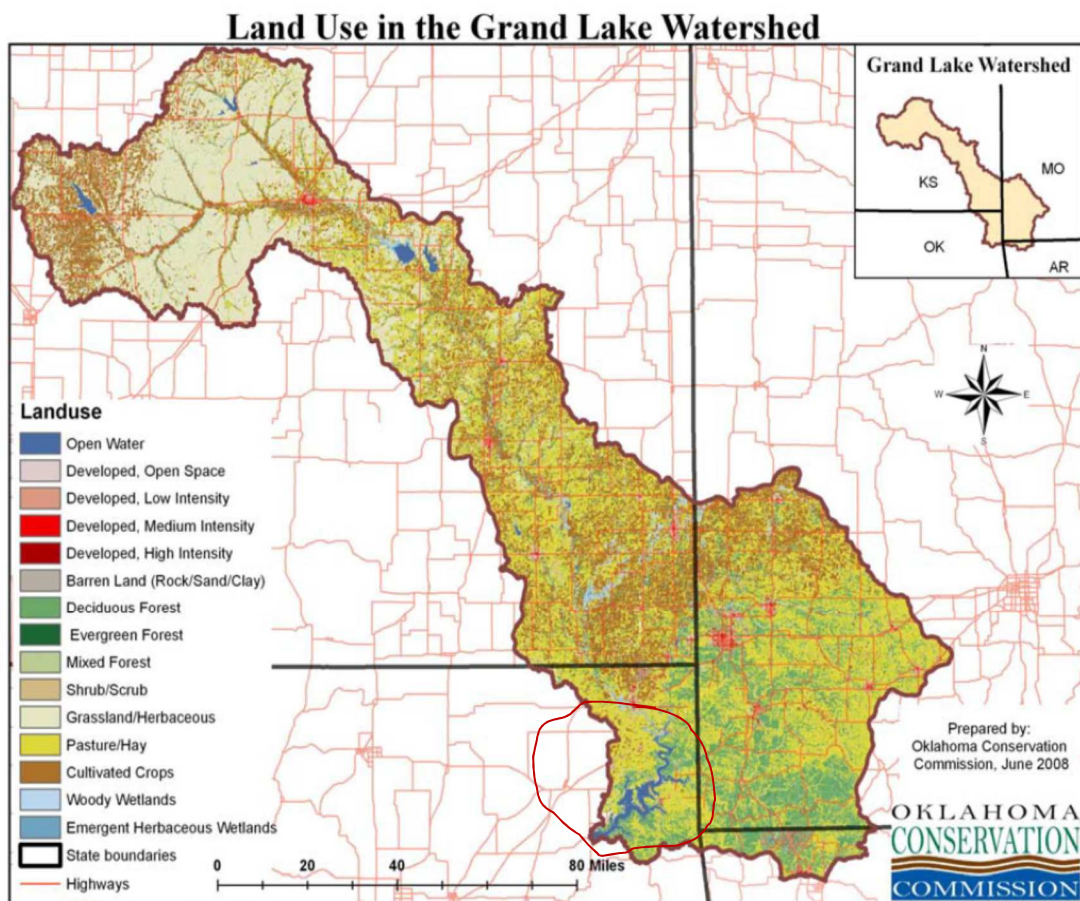 Land Use in the Grand Lake Watershed
Grand Lake Watershed
MO
KS
OK
AR
N
W
E
S
Landuse
Open Water
Developed, Open Space
Developed, Low Intensity
Developed, Medium Intensity
Developed, High Intensity
Barren Land (Rock/Sand/Clay)
Deciduous Forest
Evergreen Forest
Mixed Forest
Shrub/Scrub
Grassland/Herbaceous
Pasture/Hay
Cultivated Crops
Woody Wetlands
Emergent Herbaceous Wetlands
State boundaries
Highways
0 20 40 80 Miles
Prepared by:
Oklahoma Conservation
Commission, June 2008
OKLAHOMA
CONSERVATION
COMMISSION